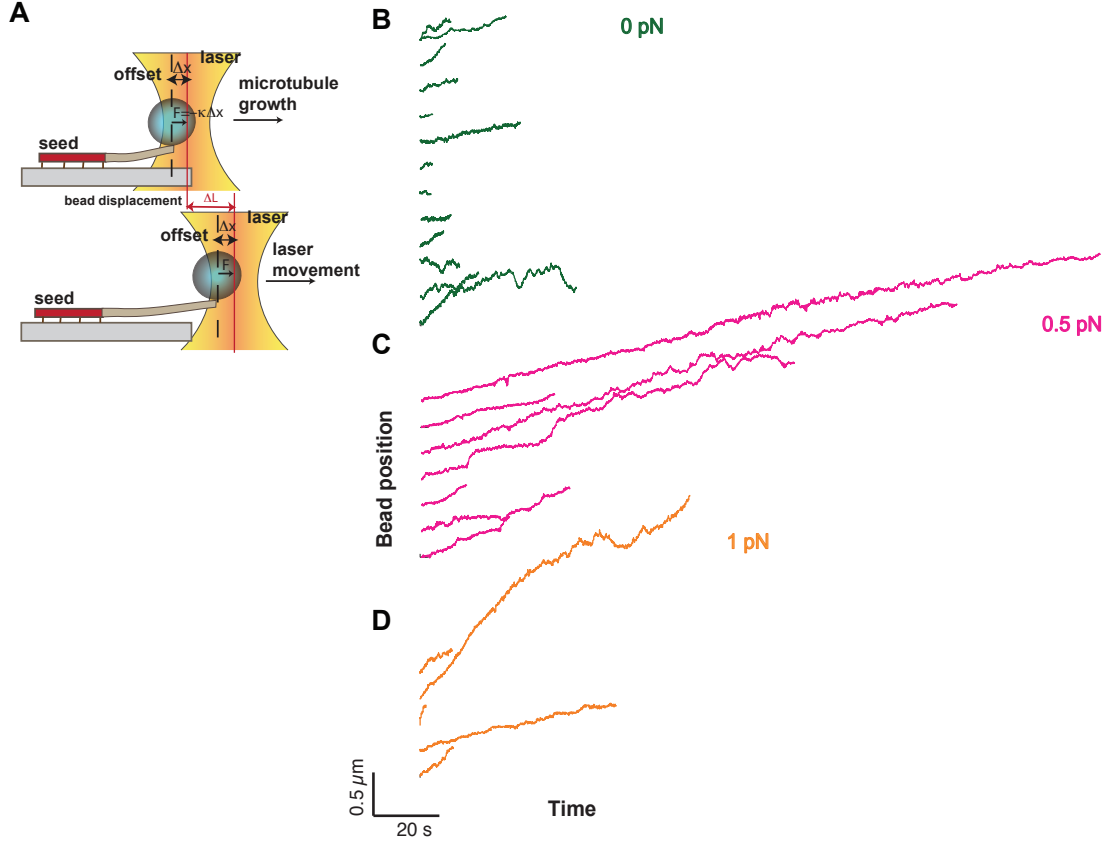 A
laser
offset
Δx
microtubule
growth
F=-κΔx
seed
bead displacement
ΔL
laser
Δx
offset
laser
movement
F
seed
B
0 pN
C
0.5 pN
Bead position
1 pN
D
0.5 µm
20 s
Time